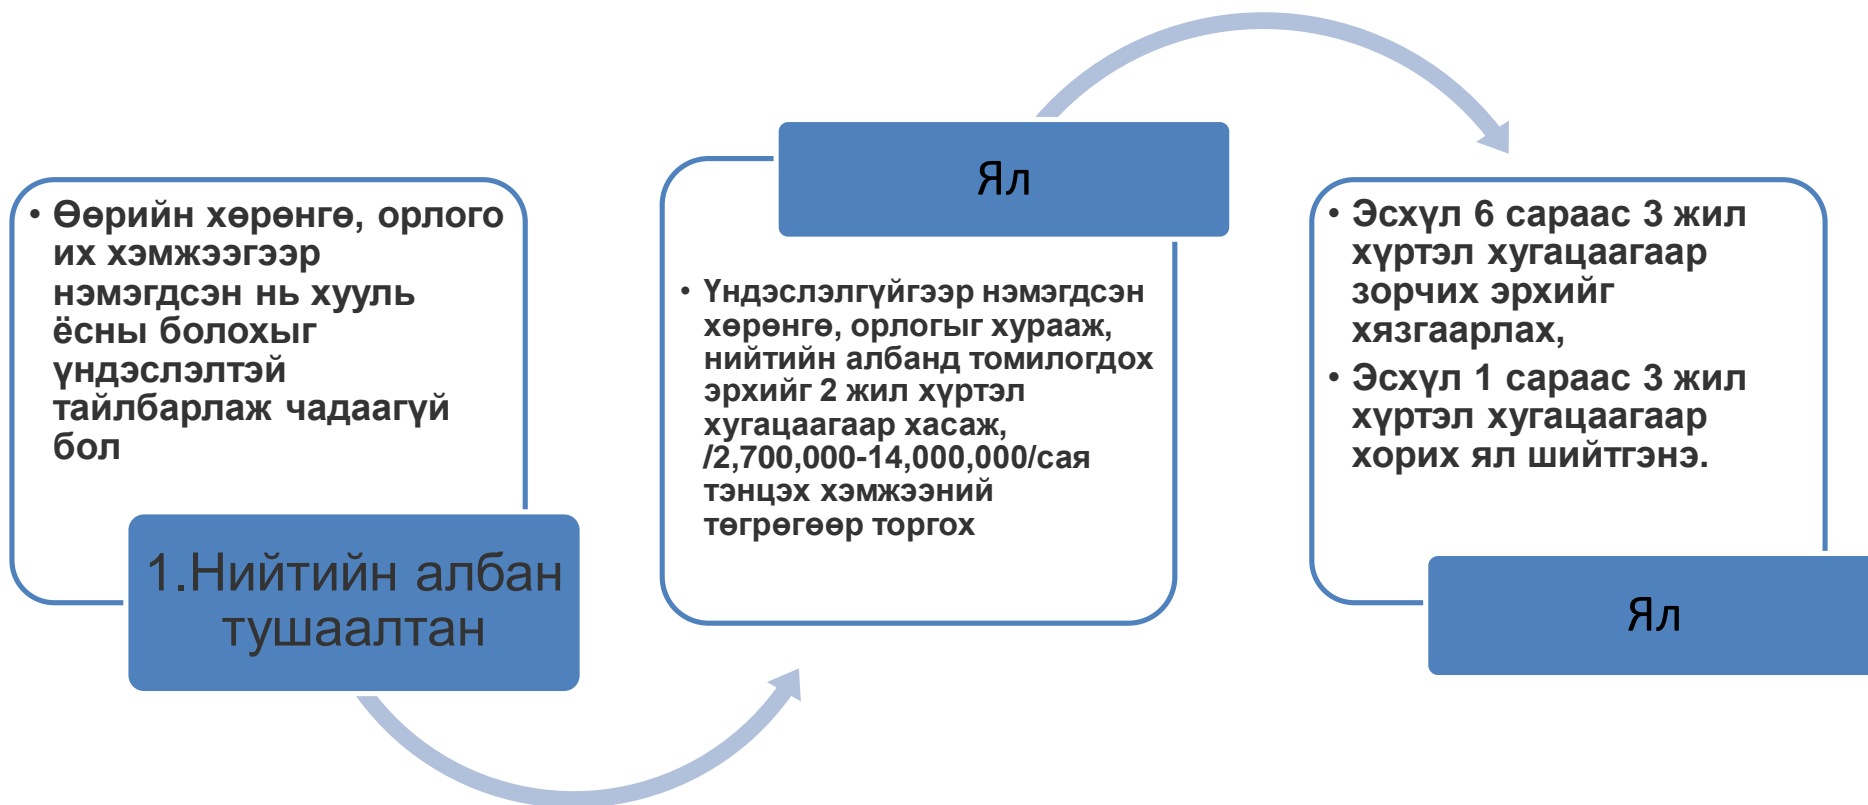 • Өөрийн хөрөнгө, орлого
их хэмжээгээр
нэмэгдсэн нь хууль
ёсны болохыг
үндэслэлтэй
тайлбарлаж чадаагүй
бол
1.Нийтийн албан
тушаалтан
Ял
• Үндэслэлгүйгээр нэмэгдсэн
хөрөнгө, орлогыг хурааж,
нийтийн албанд томилогдох
эрхийг 2 жил хүртэл
хугацаагаар хасаж,
/2,700,000-14,000,000/сая
тэнцэх хэмжээний
төгрөгөөр торгох
• Эсхүл 6 сараас 3 жил
хүртэл хугацаагаар
зорчих эрхийг
хязгаарлах,
• Эсхүл 1 сараас 3 жил
хүртэл хугацаагаар
хорих ял шийтгэнэ.
Ял